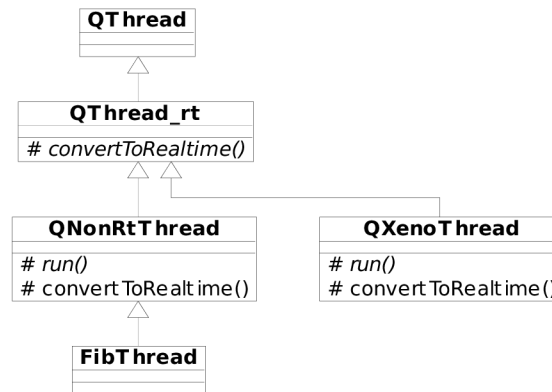 QThread
QThread_rt
# convertToRealtime()
QNonRtThread
# run()
# convertToRealtime()
QXenoThread
# run()
# convertToRealtime()
FibThread